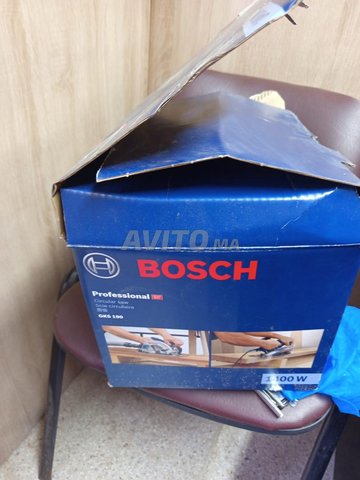 AVITO.MA
BOSCH
Professional
Circular saw
Scie circulaire
GKS 190
1400 W